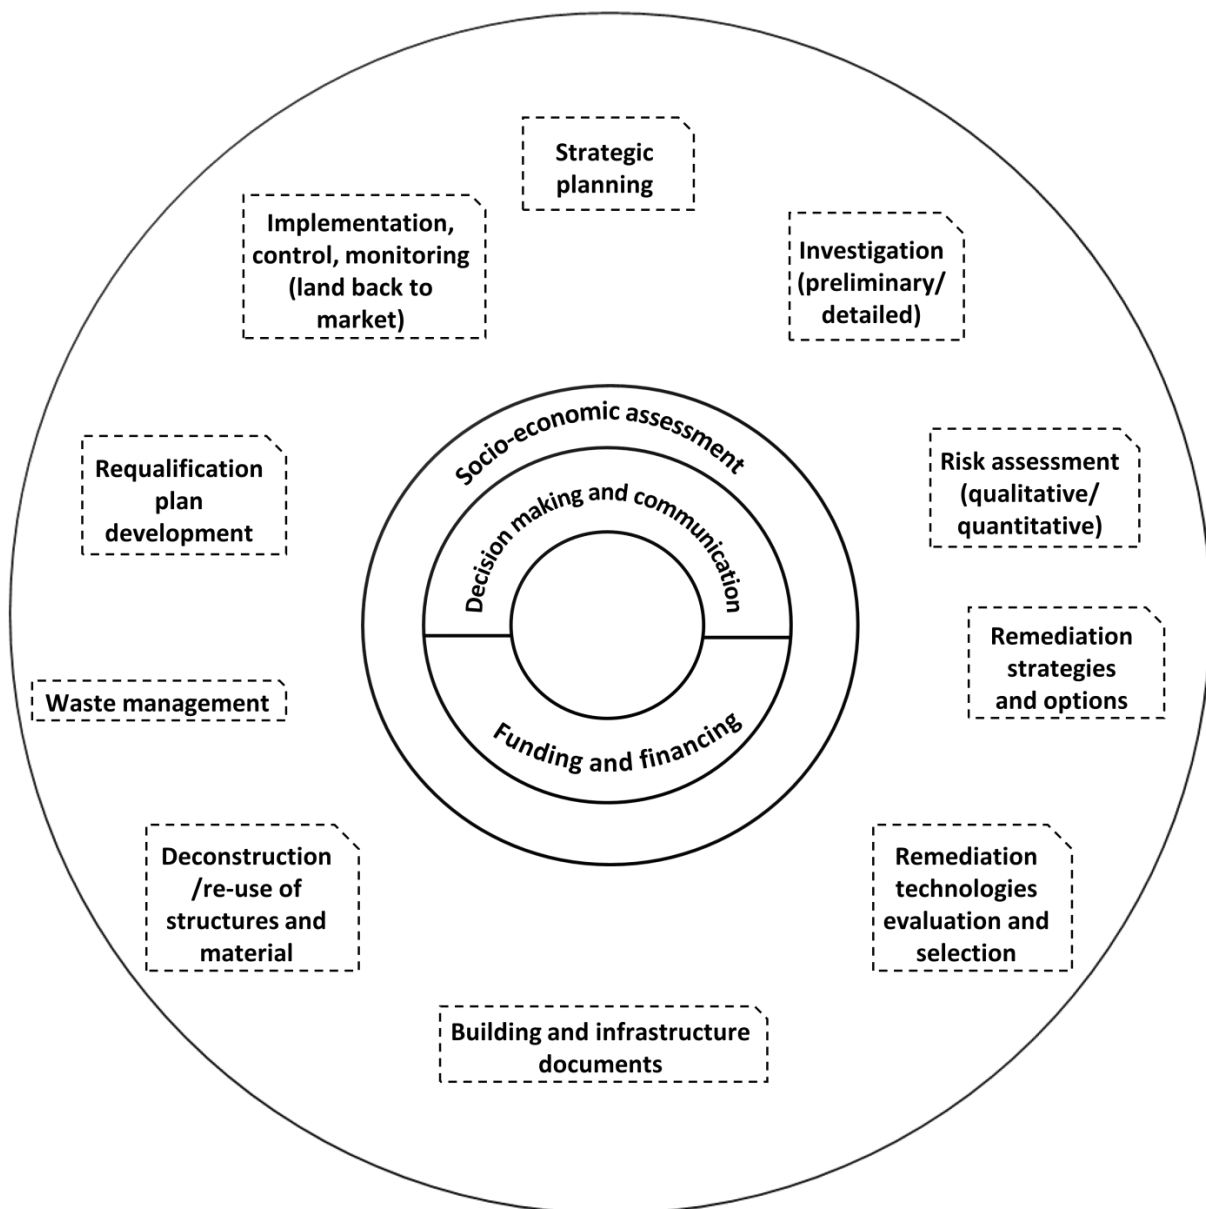 Strategic
planning
Implementation,
control, monitoring
(land back to
market)
Investigation
(preliminary/
detailed)
Socio-economic assessment
Requalification
plan
development
Risk assessment
(qualitative/
quantitative)
Decision making and communication
Remediation
strategies
and options
Waste management
Funding and financing
Deconstruction
/re-use of
structures and
material
Remediation
technologies
evaluation and
selection
Building and infrastructure
documents